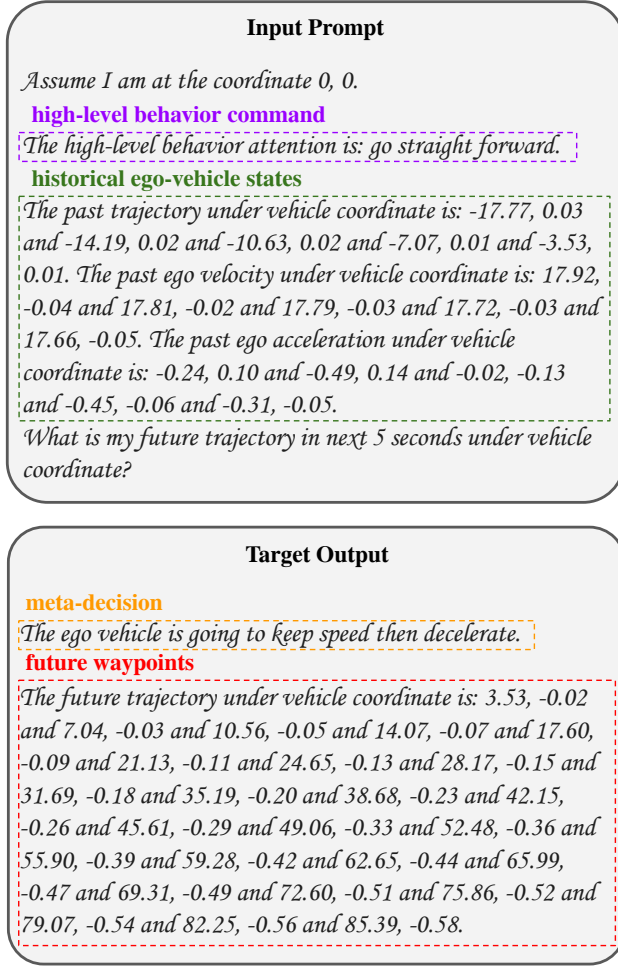 Input Prompt
Assume I am at the coordinate 0, 0.
high-level behavior command
The high-level behavior attention is: go straight forward.
historical ego-vehicle states
The past trajectory under vehicle coordinate is: -17.77, 0.03
and -14.19, 0.02 and -10.63, 0.02 and -7.07, 0.01 and -3.53,
0.01. The past ego velocity under vehicle coordinate is: 17.92,
-0.04 and 17.81, -0.02 and 17.79, -0.03 and 17.72, -0.03 and
17.66, -0.05. The past ego acceleration under vehicle
coordinate is: -0.24, 0.10 and -0.49, 0.14 and -0.02, -0.13
and -0.45, -0.06 and -0.31, -0.05.
What is my future trajectory in next 5 seconds under vehicle
coordinate?
Target Output
meta-decision
The ego vehicle is going to keep speed then decelerate.
future waypoints
The future trajectory under vehicle coordinate is: 3.53, -0.02
and 7.04, -0.03 and 10.56, -0.05 and 14.07, -0.07 and 17.60,
-0.09 and 21.13, -0.11 and 24.65, -0.13 and 28.17, -0.15 and
31.69, -0.18 and 35.19, -0.20 and 38.68, -0.23 and 42.15,
-0.26 and 45.61, -0.29 and 49.06, -0.33 and 52.48, -0.36 and
55.90, -0.39 and 59.28, -0.42 and 62.65, -0.44 and 65.99,
-0.47 and 69.31, -0.49 and 72.60, -0.51 and 75.86, -0.52 and
79.07, -0.54 and 82.25, -0.56 and 85.39, -0.58.